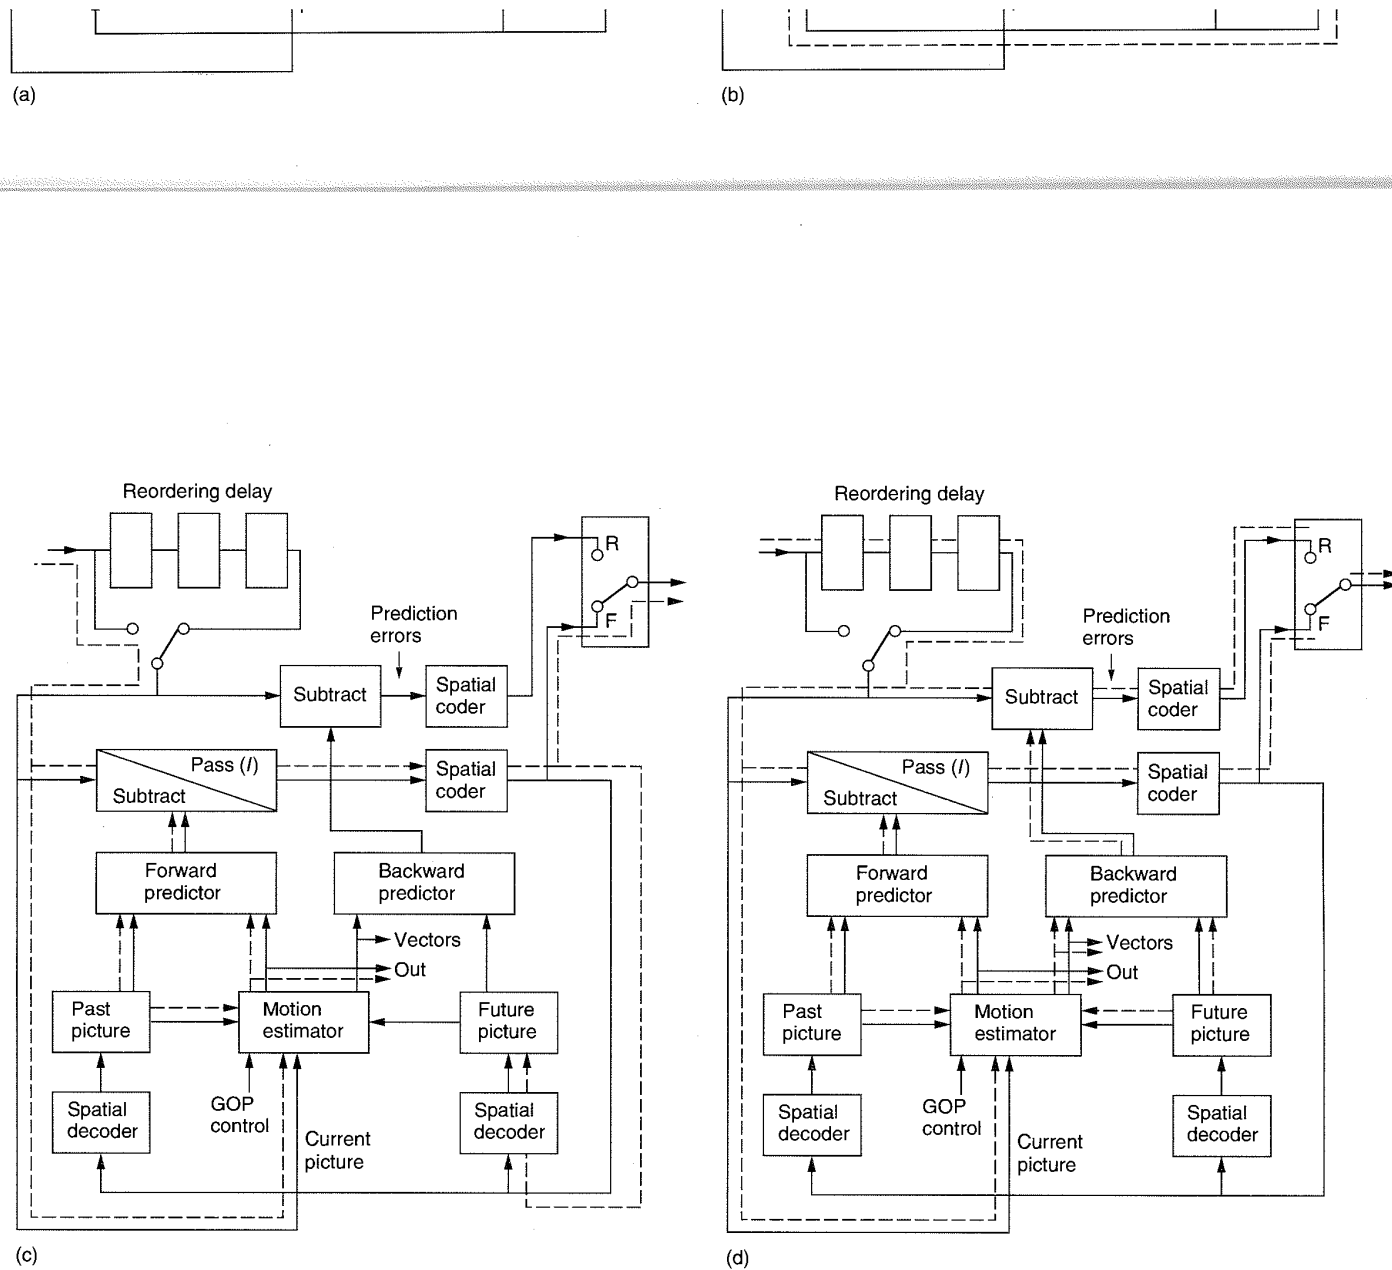 (a)
(b)
Reordering delay
R
F
Prediction
errors
Subtract
Spatial
coder
Pass (I)
Subtract
Spatial
coder
Forward
predictor
Backward
predictor
Vectors
Out
Past
picture
Motion
estimator
Future
picture
Spatial
decoder
GOP
control
Current
picture
Spatial
decoder
(c)
Reordering delay
R
F
Prediction
errors
Subtract
Spatial
coder
Pass (I)
Subtract
Spatial
coder
Forward
predictor
Backward
predictor
Vectors
Out
Past
picture
Motion
estimator
Future
picture
Spatial
decoder
GOP
control
Current
picture
Spatial
decoder
(d)